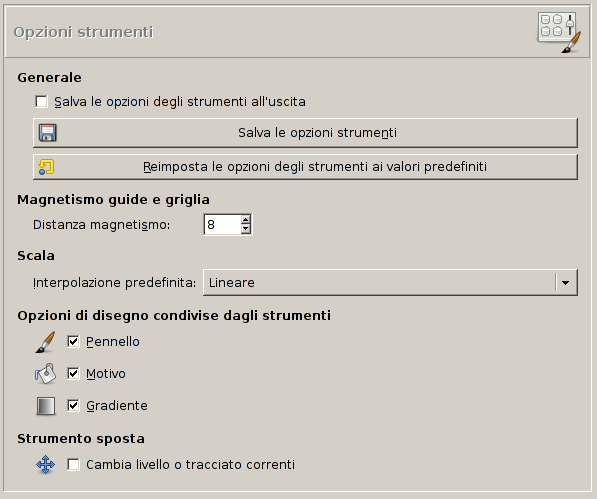 Opzioni strumenti
Generale
Salva le opzioni degli strumenti all'uscita
Salva le opzioni strumenti
Reimposta le opzioni degli strumenti ai valori predefiniti
Magnetismo guide e griglia
Distanza magnetismo: 8
Scala
Interpolazione predefinita: Lineare
Opzioni di disegno condivise dagli strumenti
Pennello
Motivo
Gradiente
Strumento sposta
Cambia livello o tracciato correnti